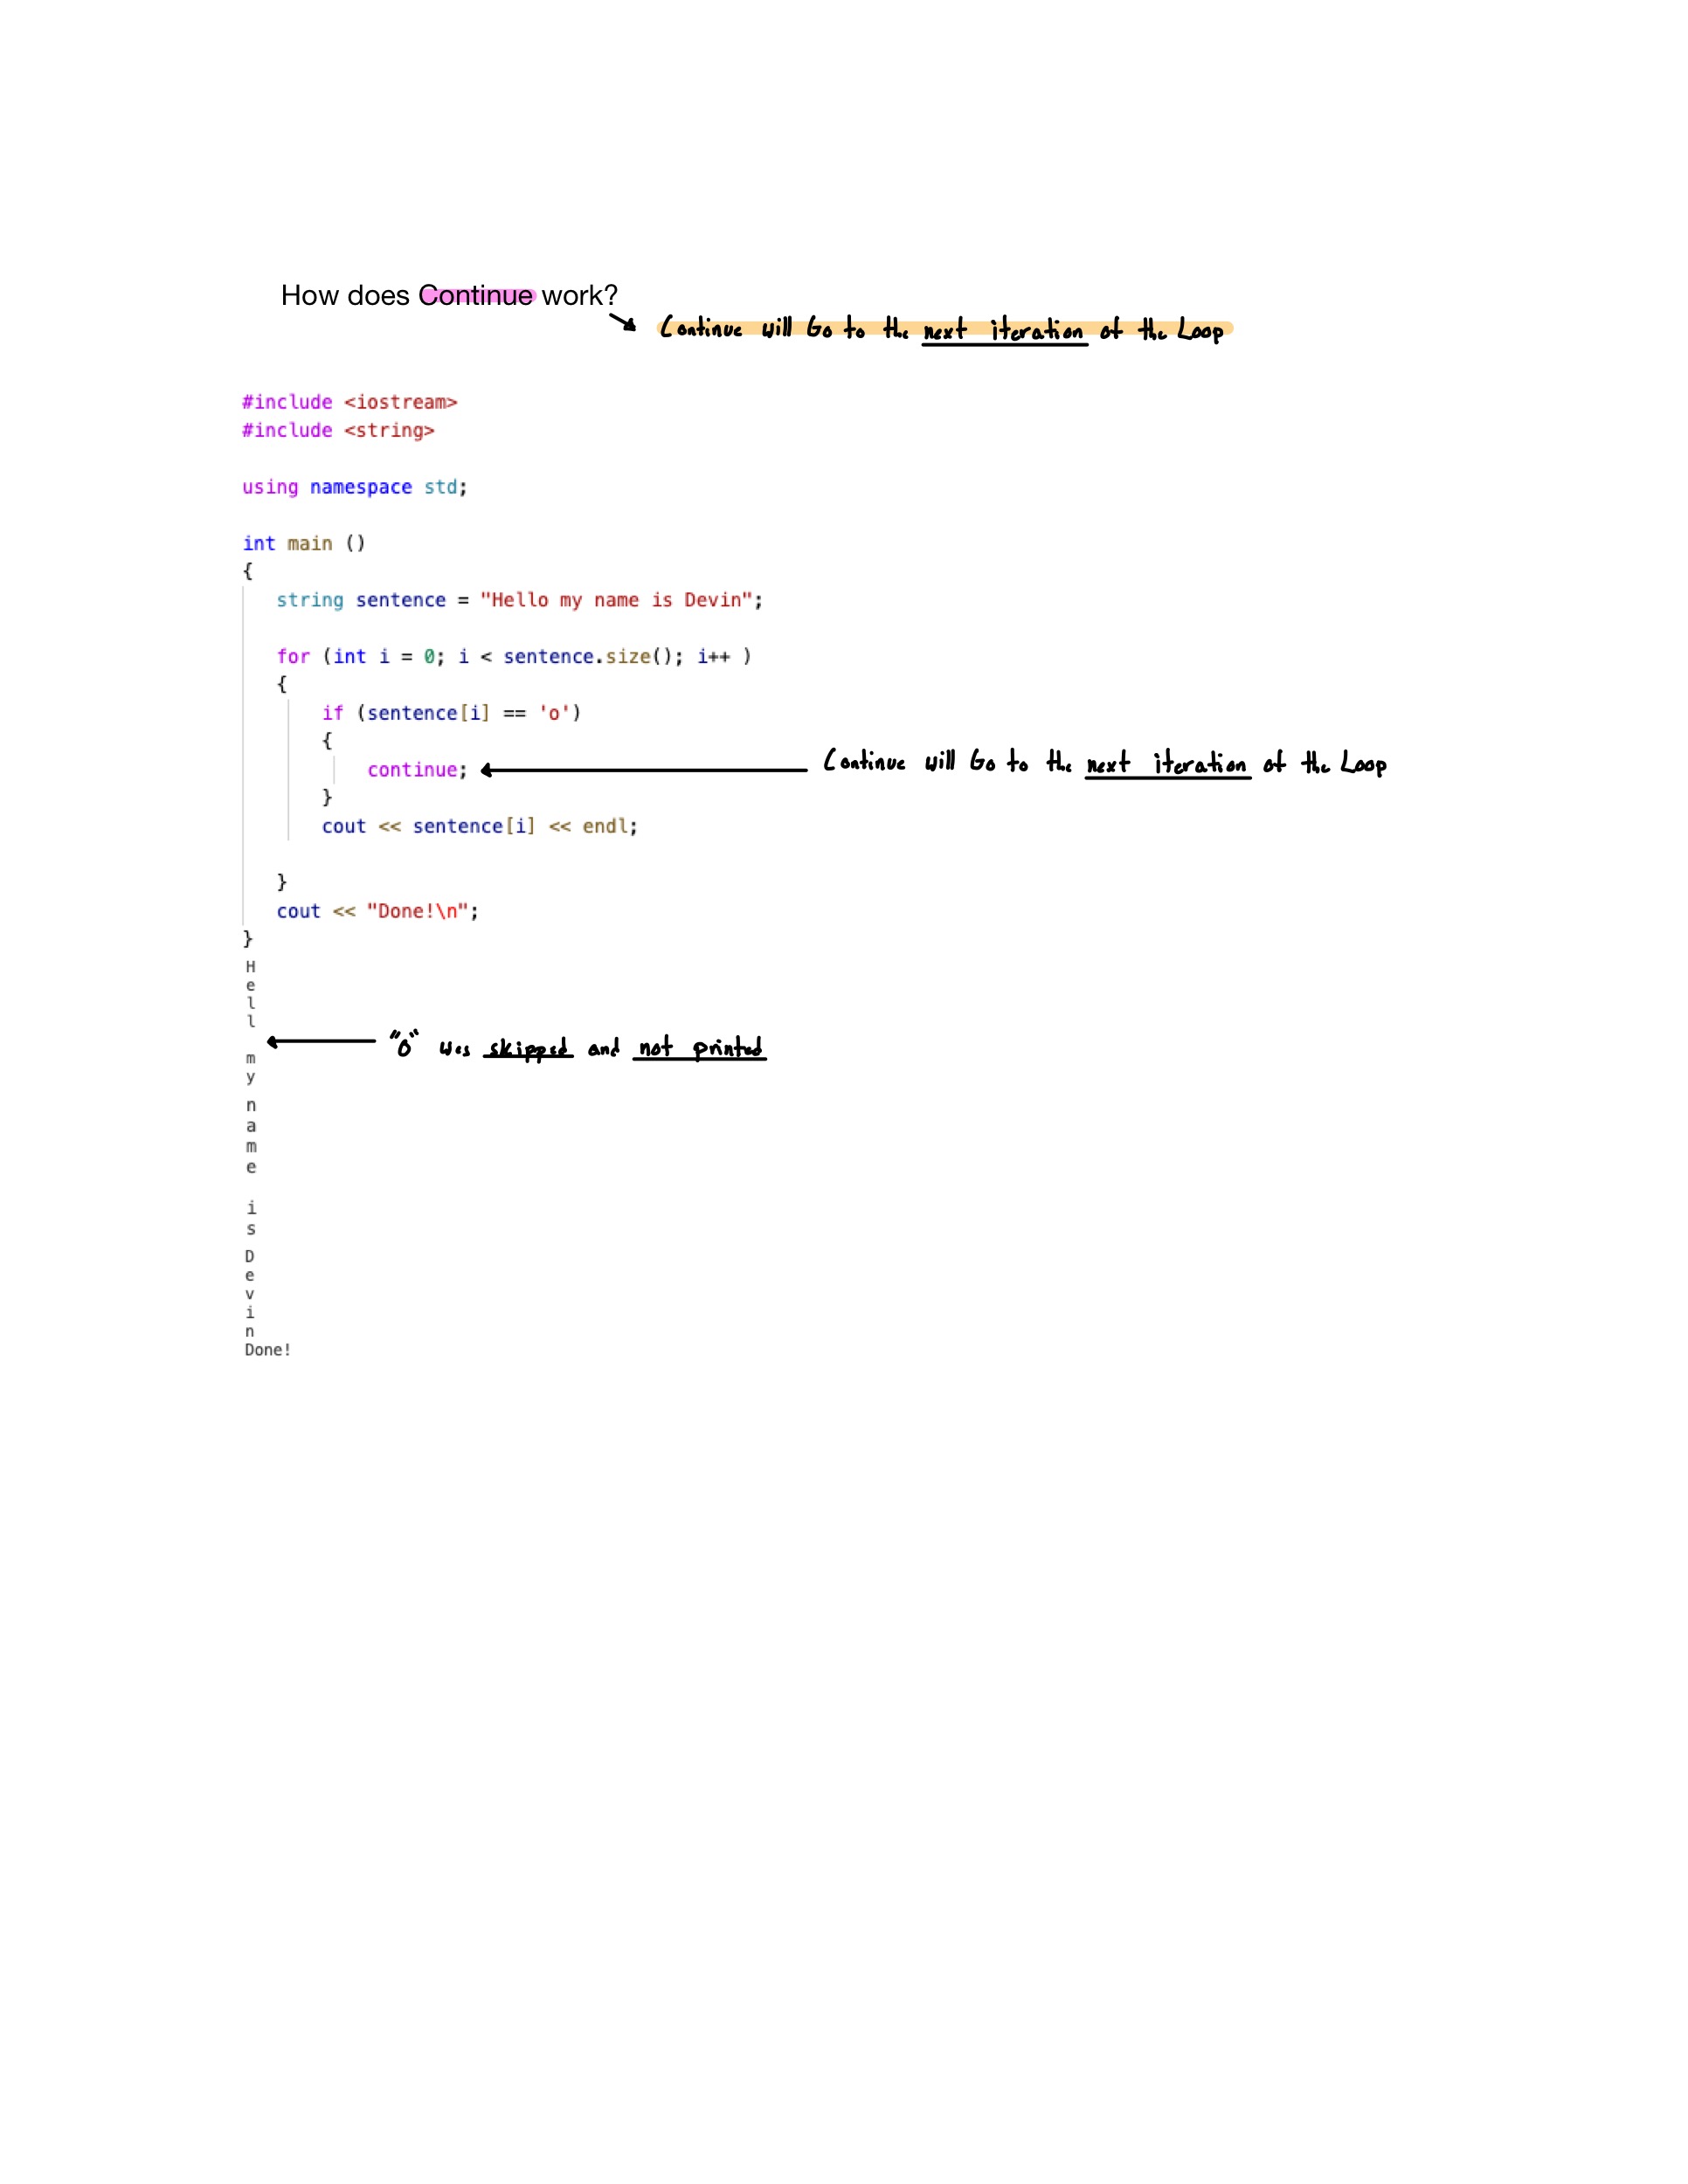 How does Continue work?
Continue will Go to the next iteration of the Loop
#include <iostream>
#include <string>
using namespace std;
int main ()
{
string sentence = "Hello my name is Devin";
for (int i = 0; i < sentence.size(); i++ )
{
if (sentence[i] == 'o')
{
continue; Continue will Go to the next iteration of the Loop
}
cout << sentence[i] << endl;
}
cout << "Done!\n";
}
H
e
l
l
"o" was skipped and not printed
m
y
n
a
m
e
i
s
D
e
v
i
n
Done!